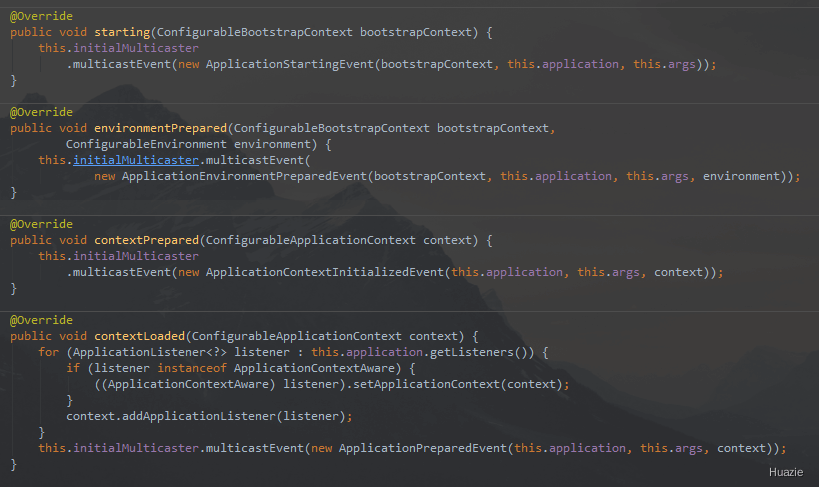 @Override
public void starting(ConfigurableBootstrapContext bootstrapContext) {
    this.initialMulticaster
        .multicastEvent(new ApplicationStartingEvent(bootstrapContext, this.application, this.args));
}
@Override
public void environmentPrepared(ConfigurableBootstrapContext bootstrapContext,
        ConfigurableEnvironment environment) {
    this.initialMulticaster.multicastEvent(
            new ApplicationEnvironmentPreparedEvent(bootstrapContext, this.application, this.args, environment));
}
@Override
public void contextPrepared(ConfigurableApplicationContext context) {
    this.initialMulticaster
        .multicastEvent(new ApplicationContextInitializedEvent(this.application, this.args, context));
}
@Override
public void contextLoaded(ConfigurableApplicationContext context) {
    for (ApplicationListener<?> listener : this.application.getListeners()) {
        if (listener instanceof ApplicationContextAware) {
            ((ApplicationContextAware) listener).setApplicationContext(context);
        }
        context.addApplicationListener(listener);
    }
    this.initialMulticaster.multicastEvent(new ApplicationPreparedEvent(this.application, this.args, context));
}
Huazie